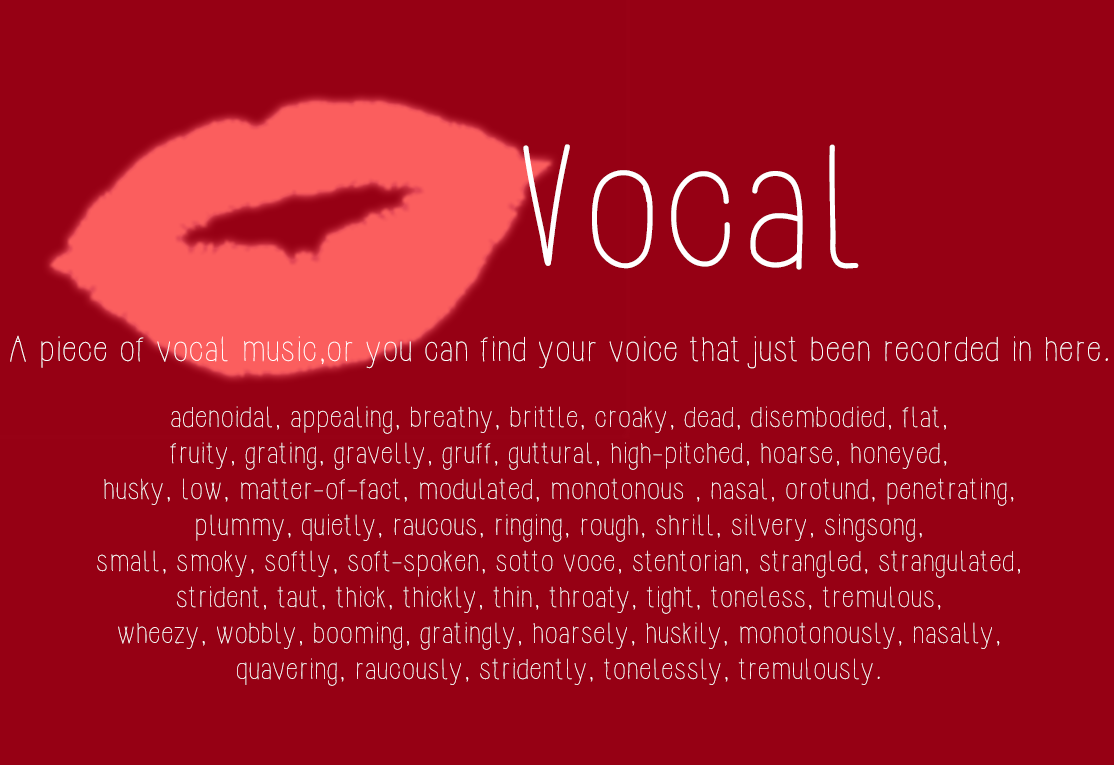 Vocal
A piece of vocal music,or you can find your voice that just been recorded in here.
adenoidal, appealing, breathy, brittle, croaky, dead, disembodied, flat,
fruity, grating, gravelly, gruff, guttural, high-pitched, hoarse, honeyed,
husky, low, matter-of-fact, modulated, monotonous , nasal, orotund, penetrating,
plummy, quietly, raucous, ringing, rough, shrill, silvery, singsong,
small, smoky, softly, soft-spoken, sotto voce, stentorian, strangled, strangulated,
strident, taut, thick, thickly, thin, throaty, tight, toneless, tremulous,
wheezy, wobbly, booming, gratingly, hoarsely, huskily, monotonously, nasally,
quavering, raucously, stridently, tonelessly, tremulously.